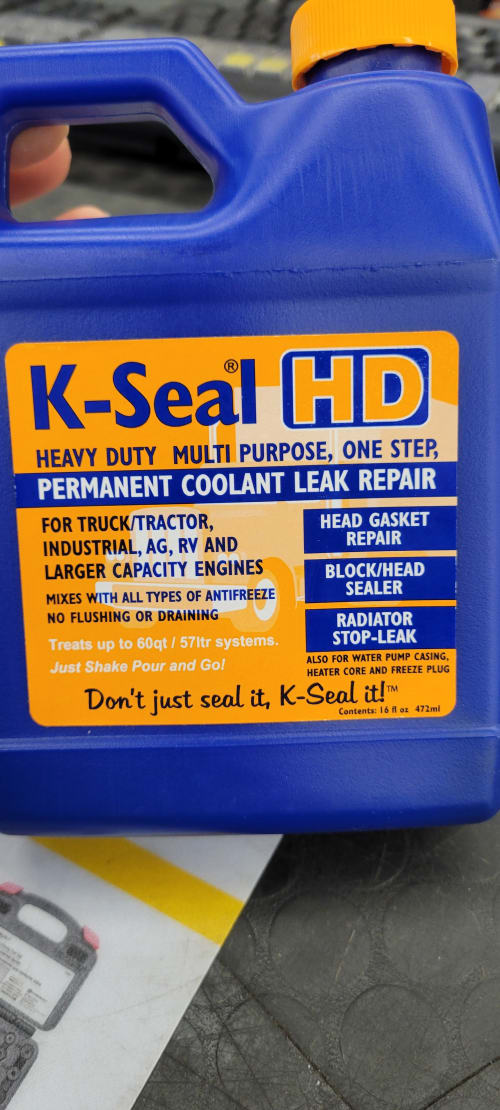 K-Seal® HD
HEAVY DUTY MULTI PURPOSE, ONE STEP,
PERMANENT COOLANT LEAK REPAIR
FOR TRUCK/TRACTOR,
INDUSTRIAL, AG, RV AND
LARGER CAPACITY ENGINES
MIXES WITH ALL TYPES OF ANTIFREEZE
NO FLUSHING OR DRAINING
Treats up to 60qt / 57ltr systems.
Just Shake Pour and Go!
HEAD GASKET
REPAIR
BLOCK/HEAD
SEALER
RADIATOR
STOP-LEAK
ALSO FOR WATER PUMP CASING,
HEATER CORE AND FREEZE PLUG
Don't just seal it, K-Seal it!™
Contents: 16 fl oz 472ml